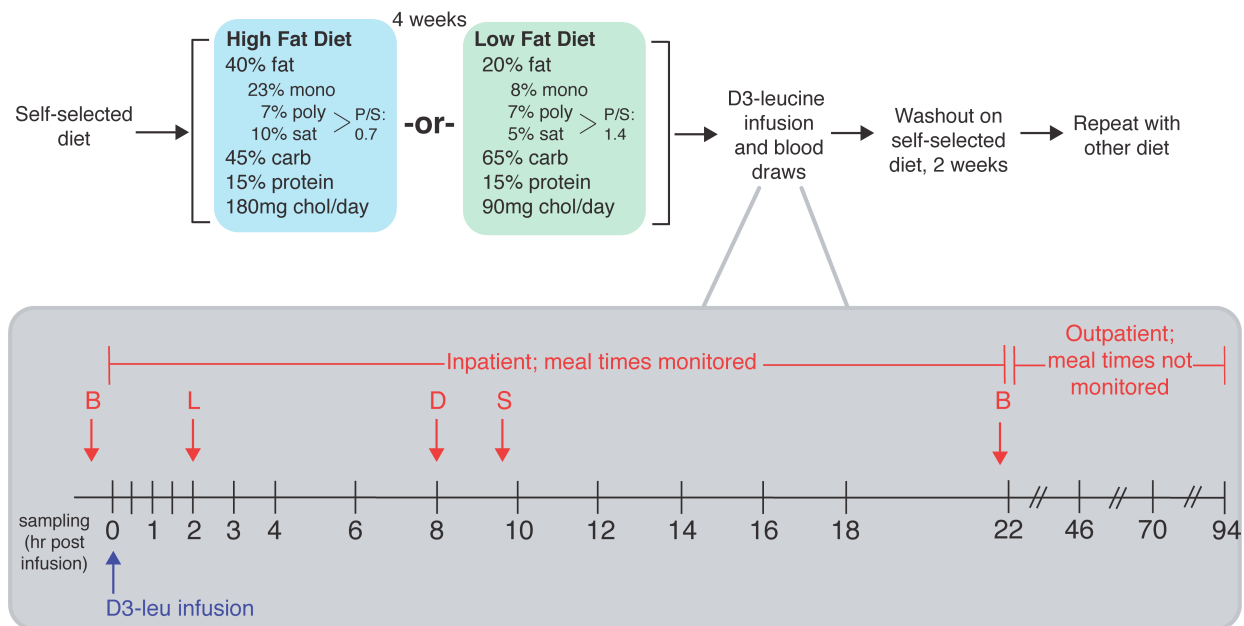 4 weeks
Self-selected
diet
High Fat Diet
40% fat
23% mono
7% poly
10% sat
P/S:
0.7
45% carb
15% protein
180mg chol/day
-or-
Low Fat Diet
20% fat
8% mono
7% poly
5% sat
P/S:
1.4
65% carb
15% protein
90mg chol/day
D3-leucine
infusion
and blood
draws
Washout on
self-selected
diet, 2 weeks
Repeat with
other diet
Inpatient; meal times monitored
Outpatient;
meal times not
monitored
B L D S B
sampling
(hr post
infusion)
0 1 2 3 4 6 8 10 12 14 16 18 22 46 70 94
D3-leu infusion